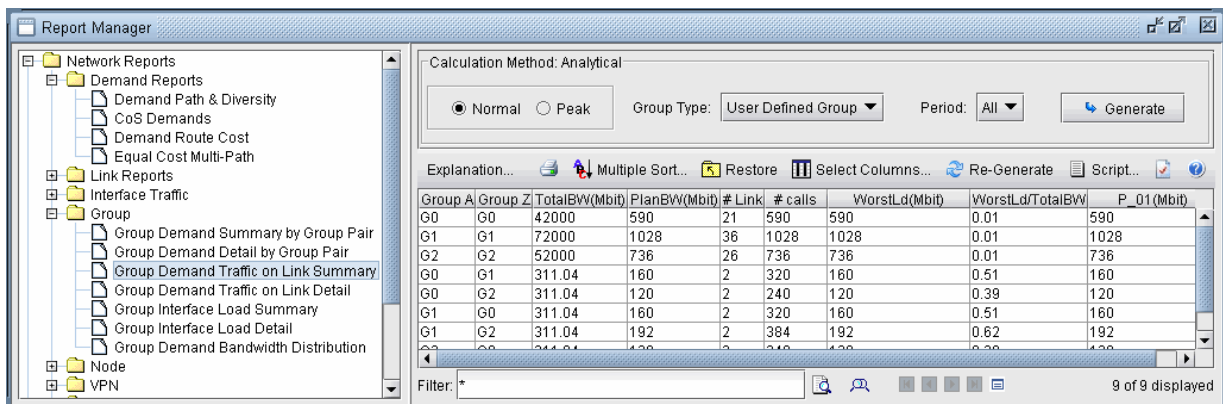 Report Manager
Network Reports
Demand Reports
Demand Path & Diversity
CoS Demands
Demand Route Cost
Equal Cost Multi-Path
Link Reports
Interface Traffic
Group
Group Demand Summary by Group Pair
Group Demand Detail by Group Pair
Group Demand Traffic on Link Summary
Group Demand Traffic on Link Detail
Group Interface Load Summary
Group Interface Load Detail
Group Demand Bandwidth Distribution
Node
VPN
Calculation Method: Analytical
Normal Peak Group Type: User Defined Group Period: All Generate
Explanation... Multiple Sort... Restore Select Columns... Re-Generate Script...
Group A Group Z TotalBW(Mbit) PlanBW(Mbit) # Link # calls WorstLd(Mbit) WorstLd/TotalBW P_01(Mbit)
G0 G0 42000 590 21 590 590 0.01 590
G1 G1 72000 1028 36 1028 1028 0.01 1028
G2 G2 52000 736 26 736 736 0.01 736
G0 G1 311.04 160 2 320 160 0.51 160
G0 G2 311.04 120 2 240 120 0.39 120
G1 G0 311.04 160 2 320 160 0.51 160
G1 G2 311.04 192 2 384 192 0.62 192
Filter: * 9 of 9 displayed